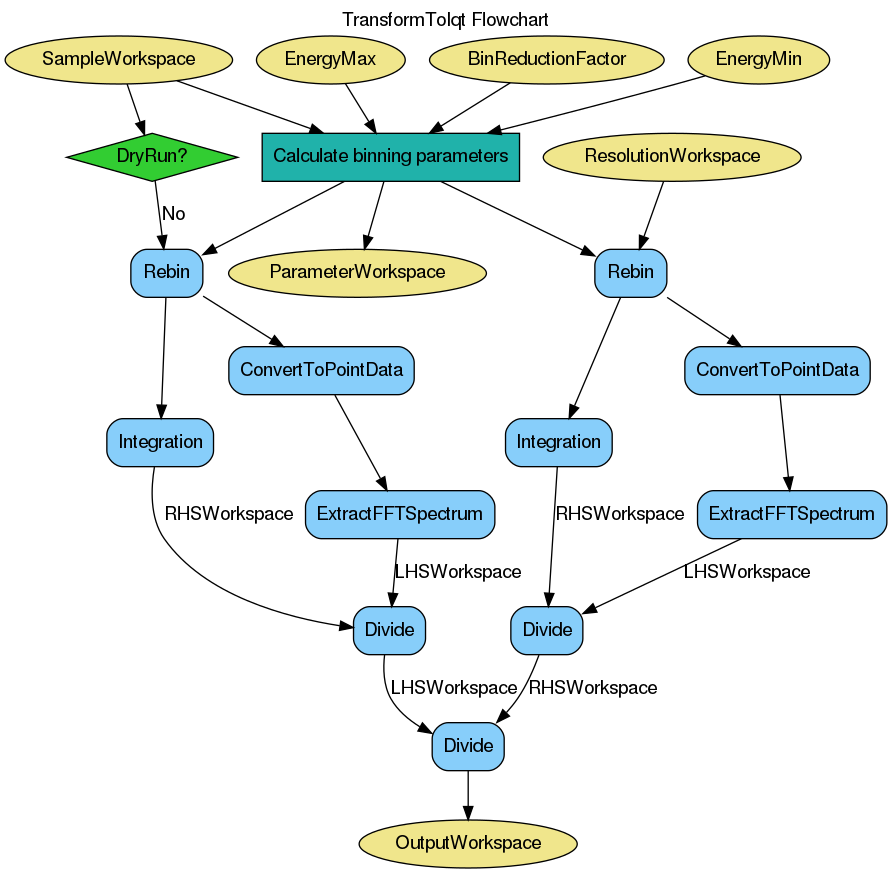 TransformToIqt Flowchart
SampleWorkspace
EnergyMax
BinReductionFactor
EnergyMin
DryRun?
Calculate binning parameters
ResolutionWorkspace
No
Rebin
ParameterWorkspace
Rebin
ConvertToPointData
ConvertToPointData
Integration
Integration
RHSWorkspace
ExtractFFTSpectrum
RHSWorkspace
ExtractFFTSpectrum
LHSWorkspace
LHSWorkspace
Divide
Divide
LHSWorkspace
RHSWorkspace
Divide
OutputWorkspace